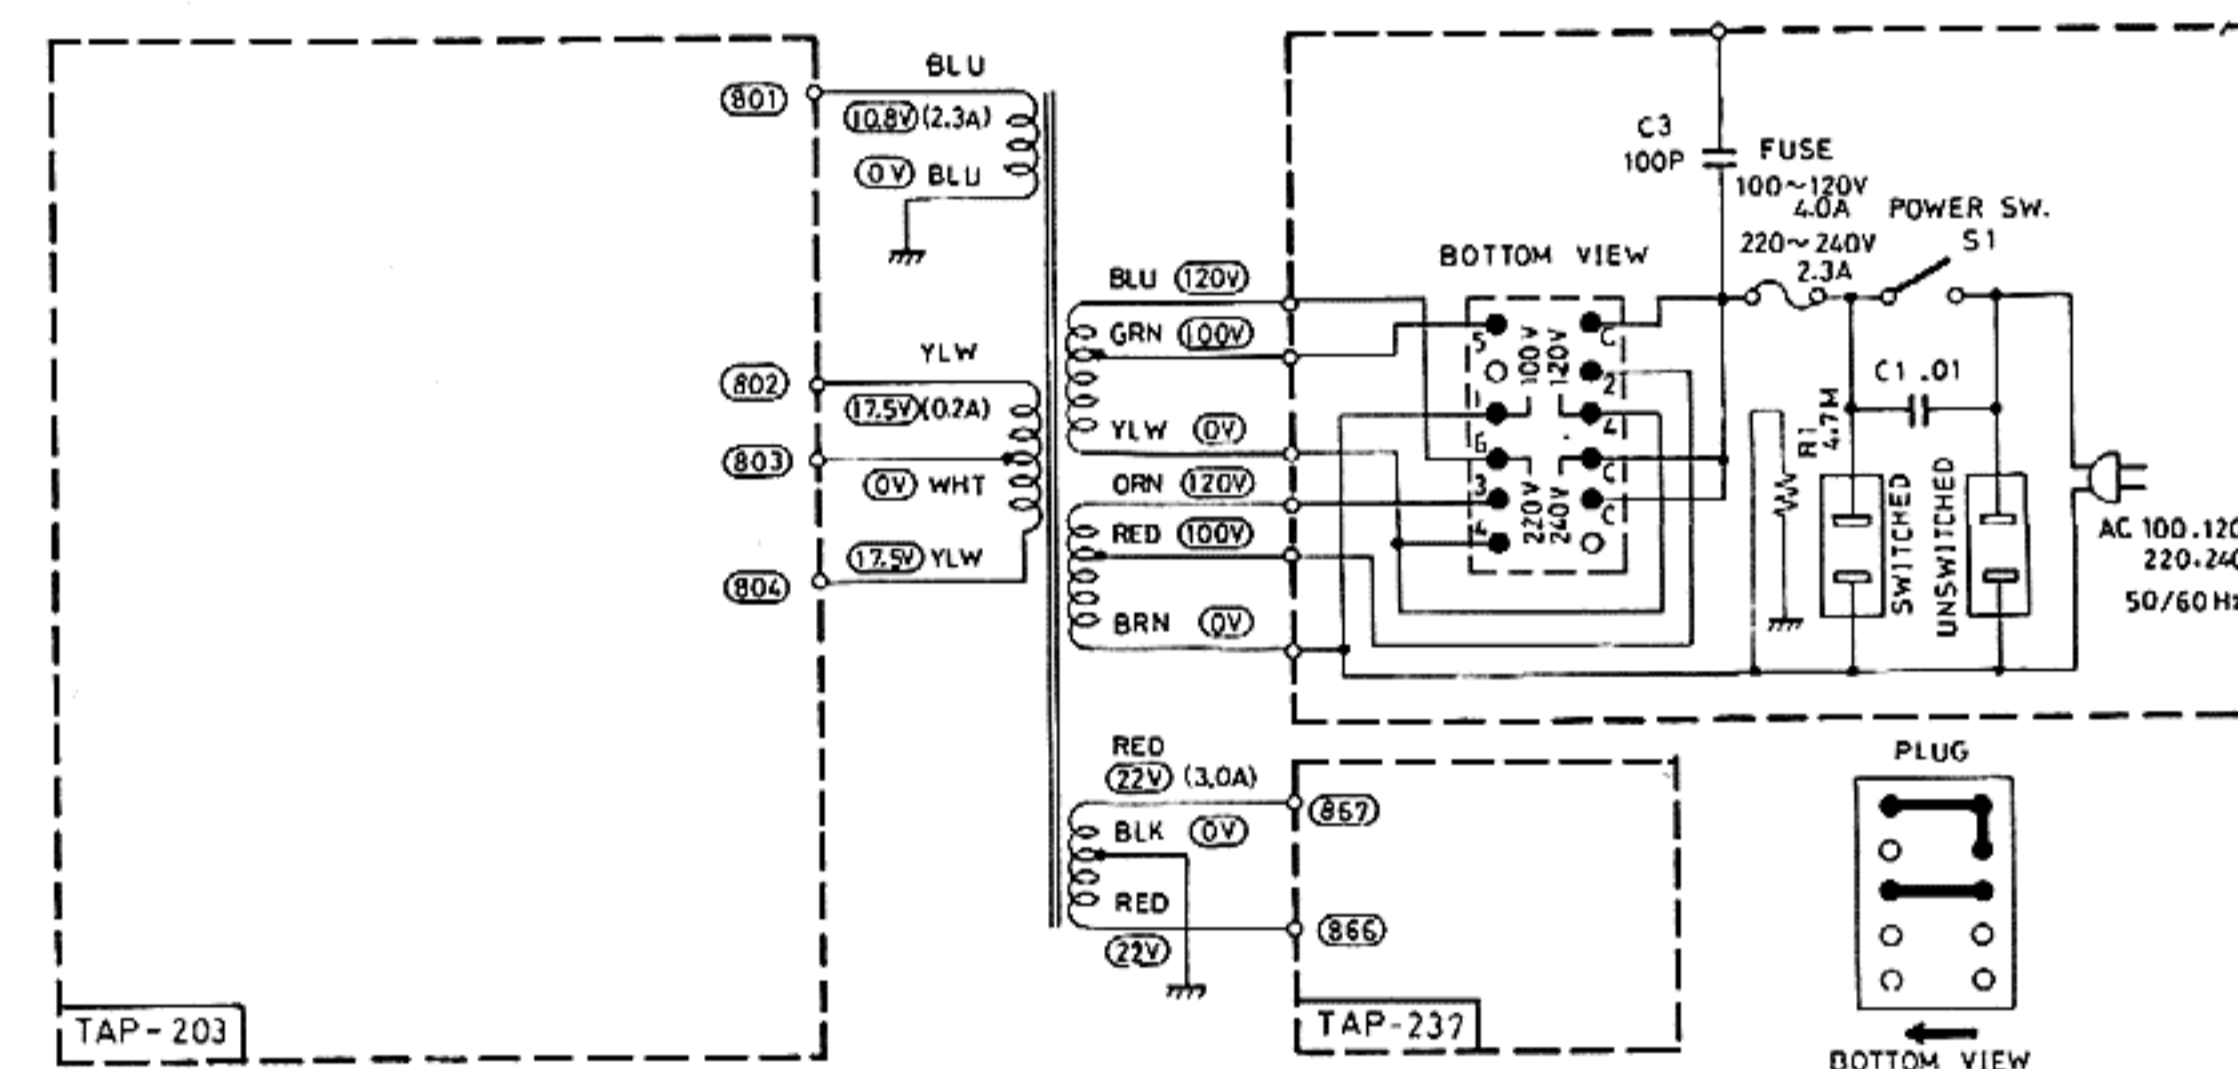 801
BLU
10.8V (2.3A)
0V BLU
802
YLW
17.5V (0.2A)
803
0V WHT
804
17.5V YLW
TAP-203
BLU 120V
GRN 100V
YLW 0V
ORN 120V
RED 100V
BRN 0V
RED
22V (3.0A)
BLK 0V
RED
22V
867
866
TAP-237
BOTTOM VIEW
5
1
6
3
4
100V
120V
220V
240V
C
2
4
C
C
C3
100P
FUSE
100~120V
4.0A
220~240V
2.3A
POWER SW.
S1
C1 .01
R1
4.7M
SWITCHED
UNSWITCHED
AC 100.120
220.240
50/60 Hz
PLUG
BOTTOM VIEW